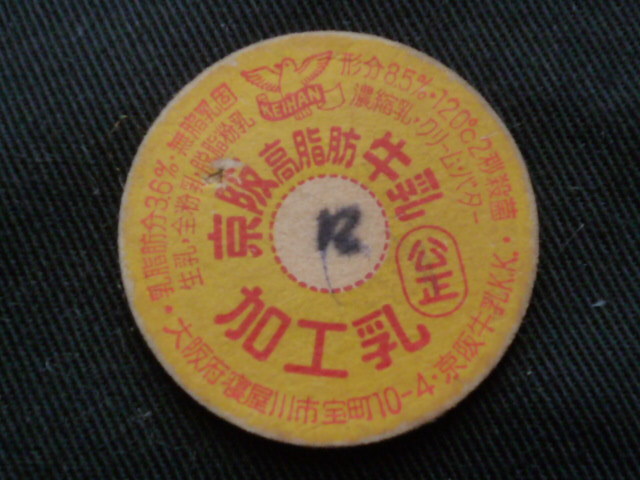 乳脂肪分3.6%・無脂乳固形分8.5%・120℃2秒殺菌・
生乳・全粉乳・脱脂粉乳・濃縮乳・クリーム・バター
KEIHAN
京阪高脂肪牛乳
公正
12
加工乳
・大阪府寝屋川市宝町10-4・京阪牛乳K.K.